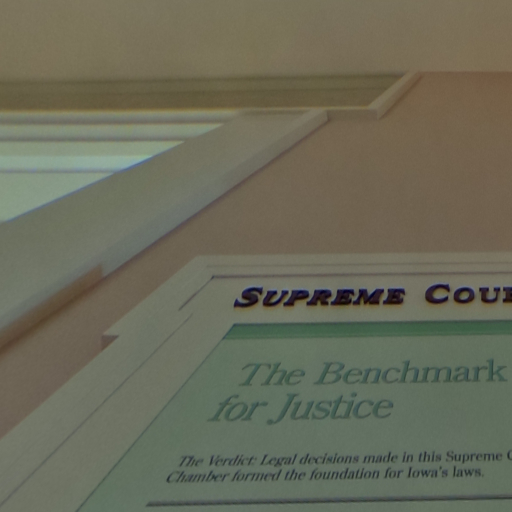 SUPREME COU
The Benchmark
for Justice
The Verdict: Legal decisions made in this Supreme
Chamber formed the foundation for Iowa's laws.